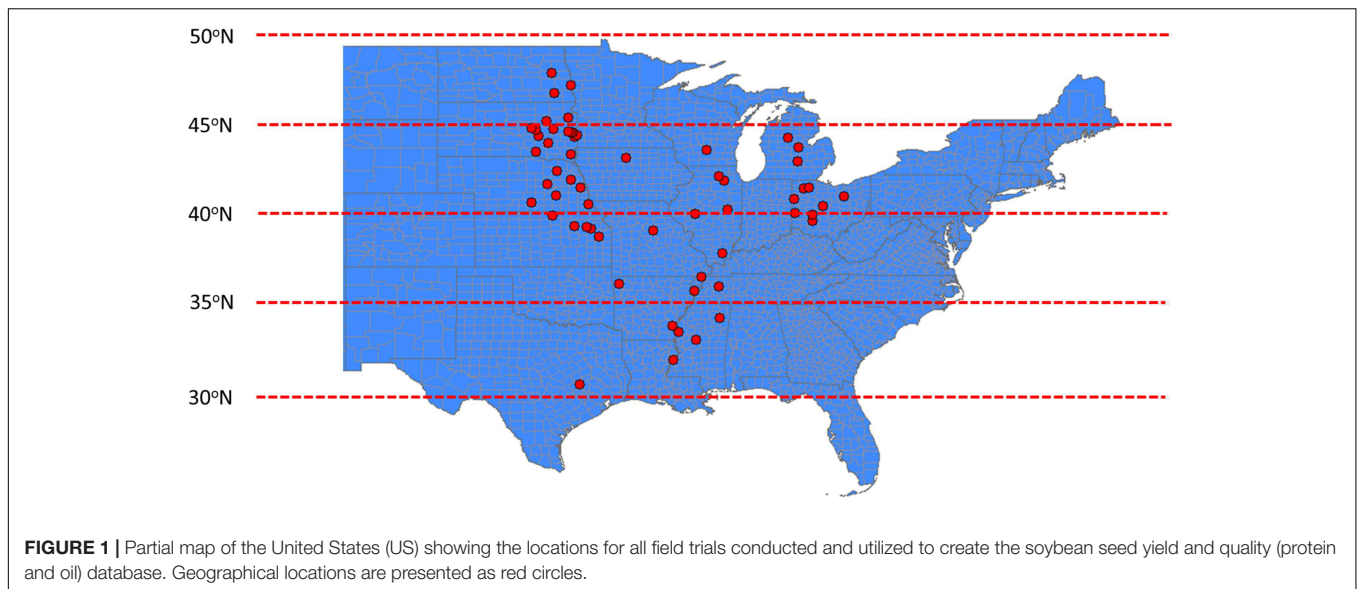 50°N
45°N
40°N
35°N
30°N
FIGURE 1 | Partial map of the United States (US) showing the locations for all field trials conducted and utilized to create the soybean seed yield and quality (protein
and oil) database. Geographical locations are presented as red circles.